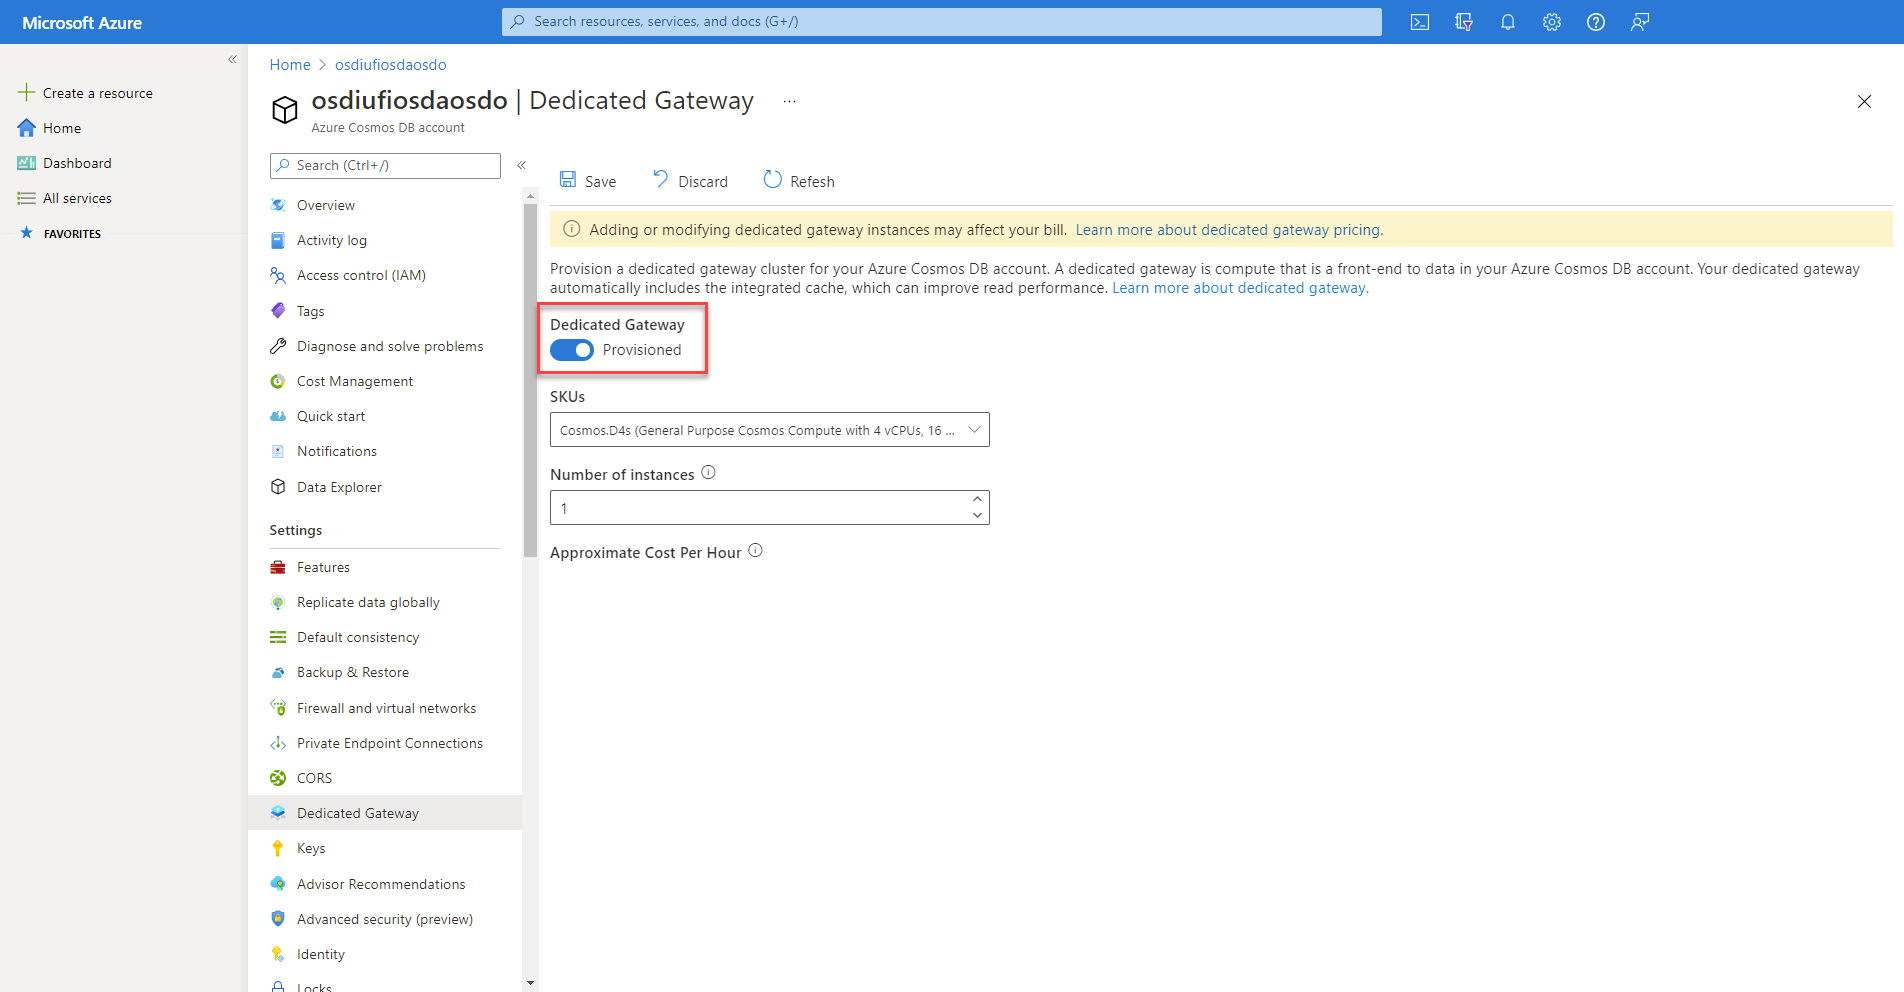 Microsoft Azure
Search resources, services, and docs (G+/)
Create a resource
Home
Dashboard
All services
FAVORITES
Home > osdiufiosdaosdo
osdiufiosdaosdo | Dedicated Gateway ...
Azure Cosmos DB account
Search (Ctrl+/)
Overview
Activity log
Access control (IAM)
Tags
Diagnose and solve problems
Cost Management
Quick start
Notifications
Data Explorer
Settings
Features
Replicate data globally
Default consistency
Backup & Restore
Firewall and virtual networks
Private Endpoint Connections
CORS
Dedicated Gateway
Keys
Advisor Recommendations
Advanced security (preview)
Identity
Locks
Save Discard Refesh
Adding or modifying dedicated gateway instances may affect your bill. Learn more about dedicated gateway pricing.
Provision a dedicated gateway cluster for your Azure Cosmos DB account. A dedicated gateway is compute that is a front-end to data in your Azure Cosmos DB account. Your dedicated gateway
automatically includes the integrated cache, which can improve read performance. Learn more about dedicated gateway.
Dedicated Gateway
Provisioned
SKUs
Cosmos.D4s (General Purpose Cosmos Compute with 4 vCPUs, 16 ...
Number of instances
1
Approximate Cost Per Hour